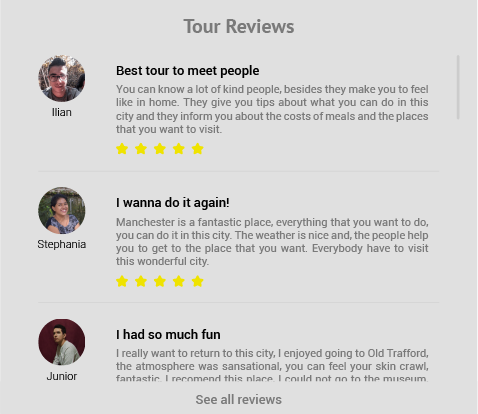 Tour Reviews
Best tour to meet people
You can know a lot of kind people, besides they make you to feel
like in home. They give you tips about what you can do in this
city and they inform you about the costs of meals and the places
that you want to visit.
Ilian
I wanna do it again!
Manchester is a fantastic place, everything that you want to do,
you can do it in this city. The weather is nice and, the people help
you to get to the place that you want. Everybody have to visit
this wonderful city.
Stephania
I had so much fun
I really want to return to this city, I enjoyed going to Old Trafford,
the atmosphere was sansational, you can feel your skin crawl,
fantastic. I recomend this place. I could not go to the museum,
Junior
See all reviews